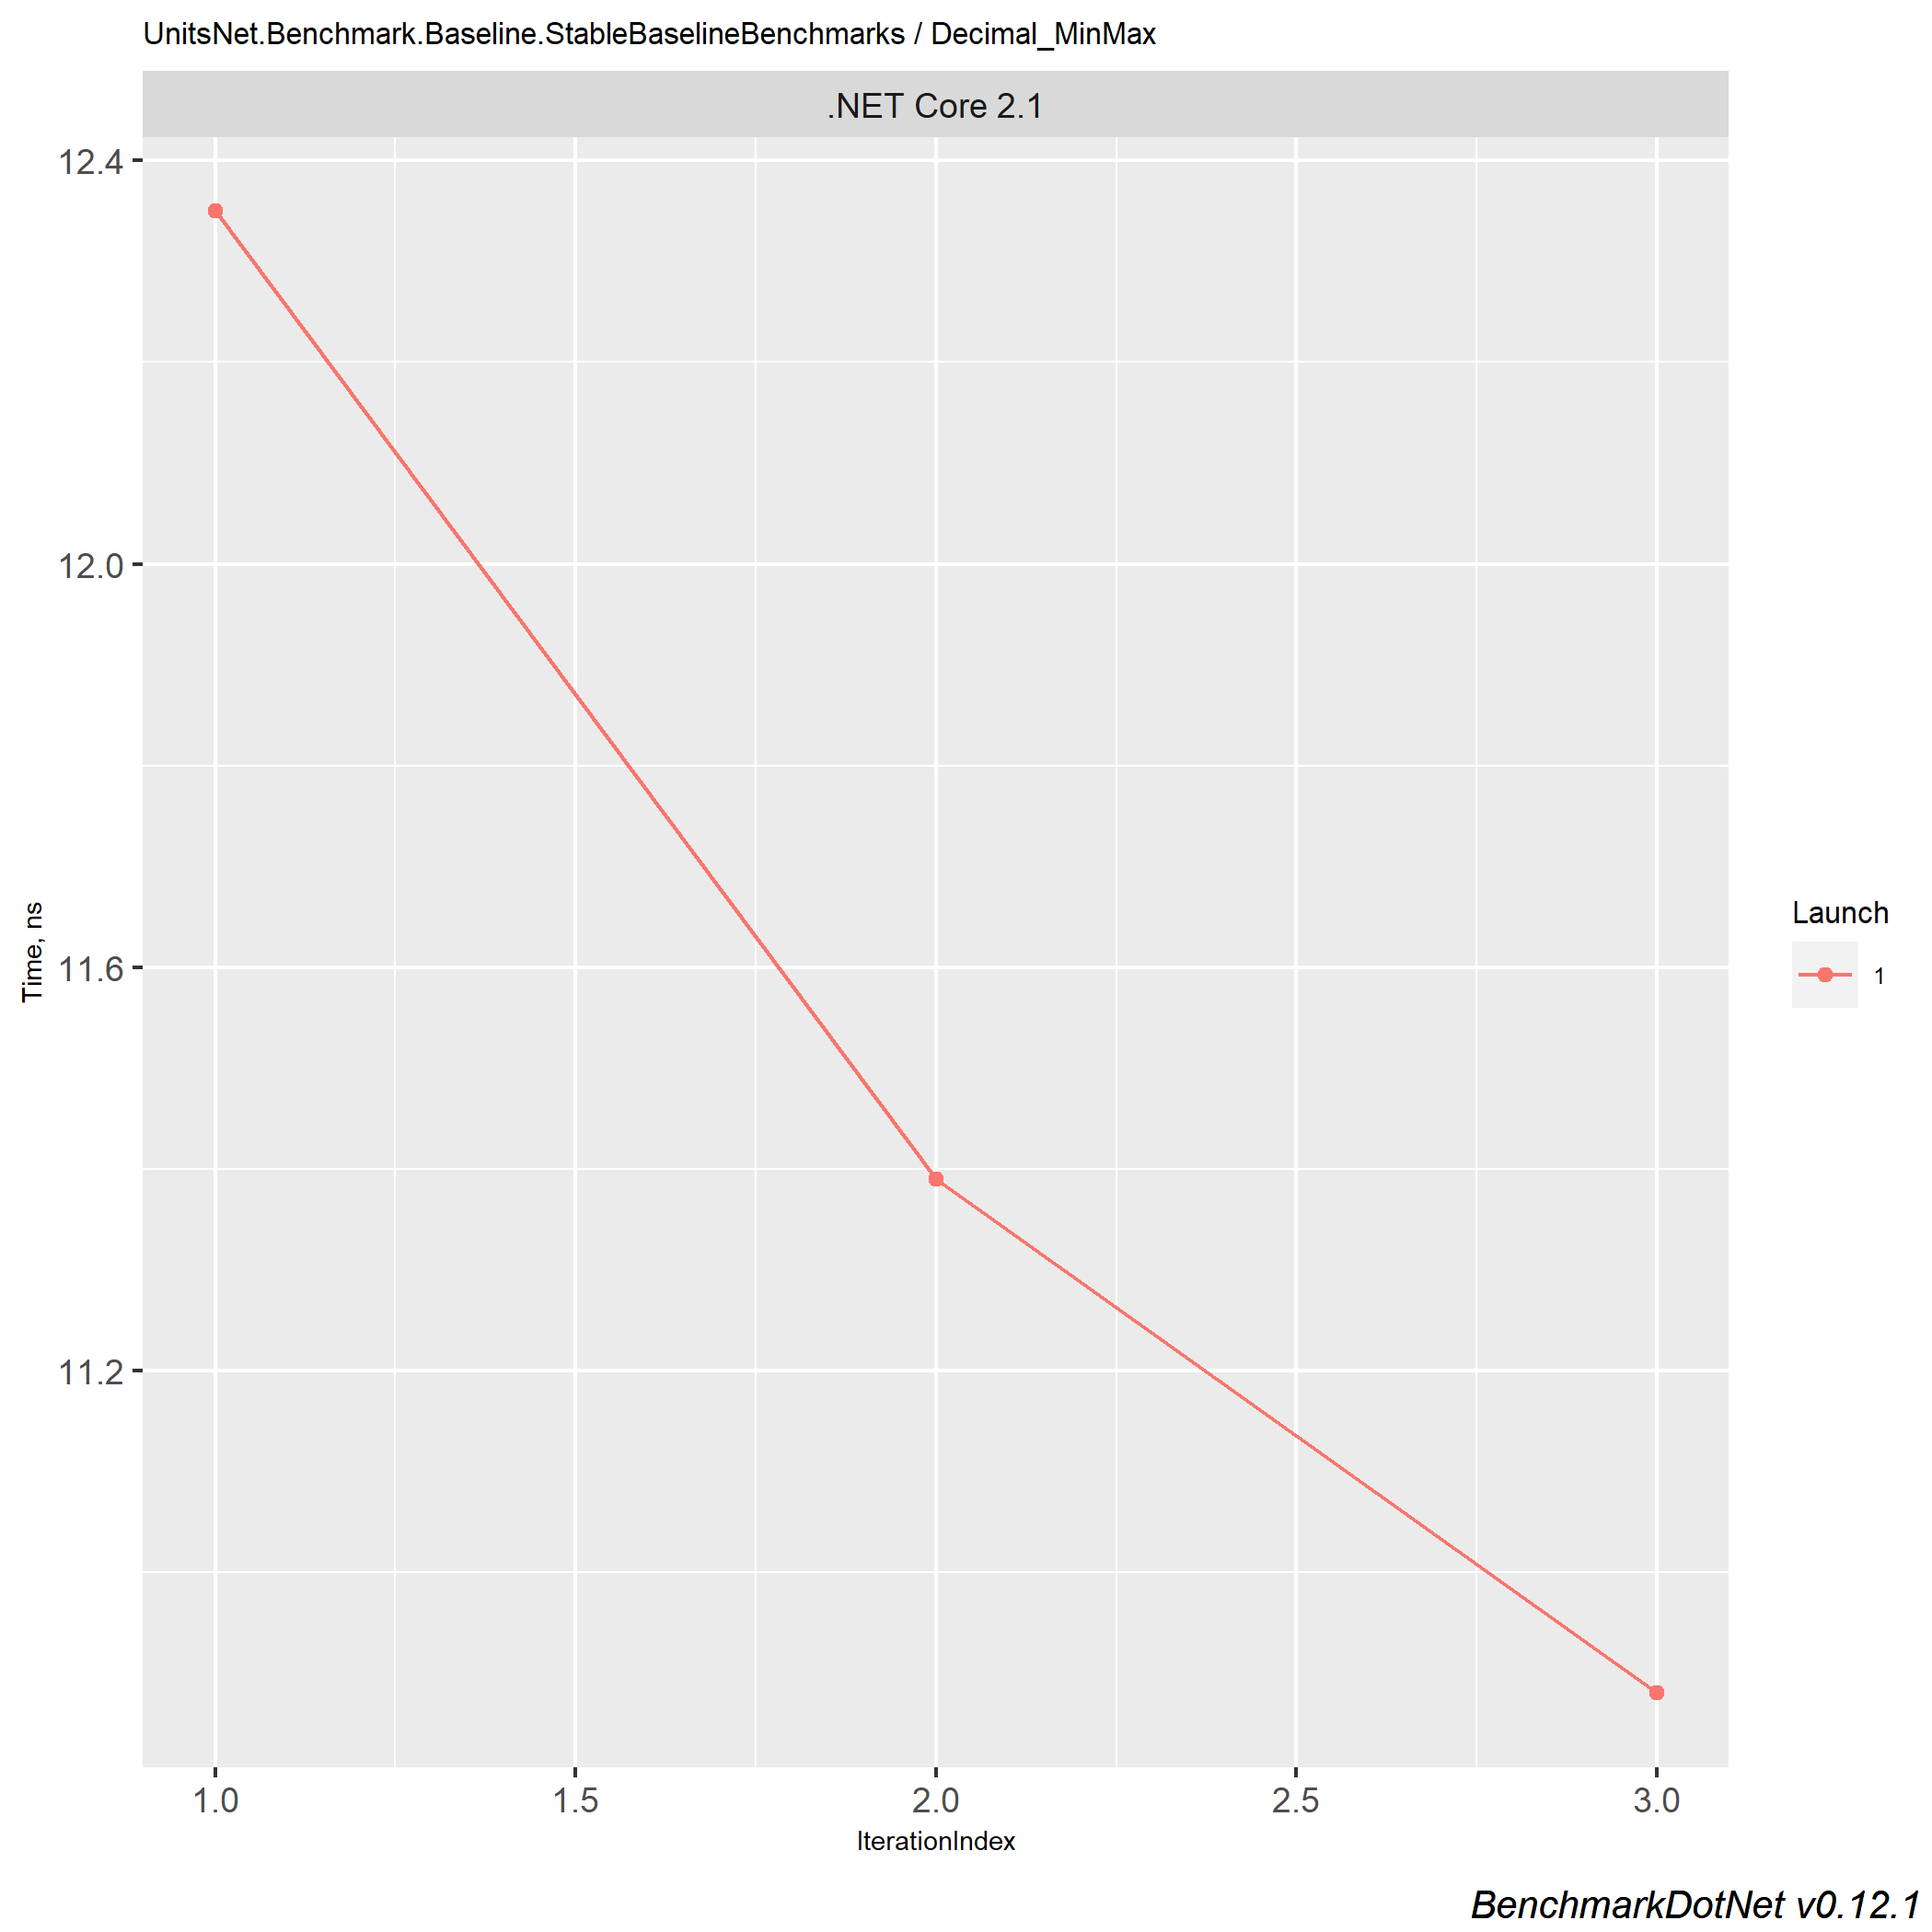 UnitsNet.Benchmark.Baseline.StableBaselineBenchmarks / Decimal_MinMax
.NET Core 2.1
12.4
12.0
11.6
11.2
Time, ns
1.0 1.5 2.0 2.5 3.0
IterationIndex
Launch
1
BenchmarkDotNet v0.12.1